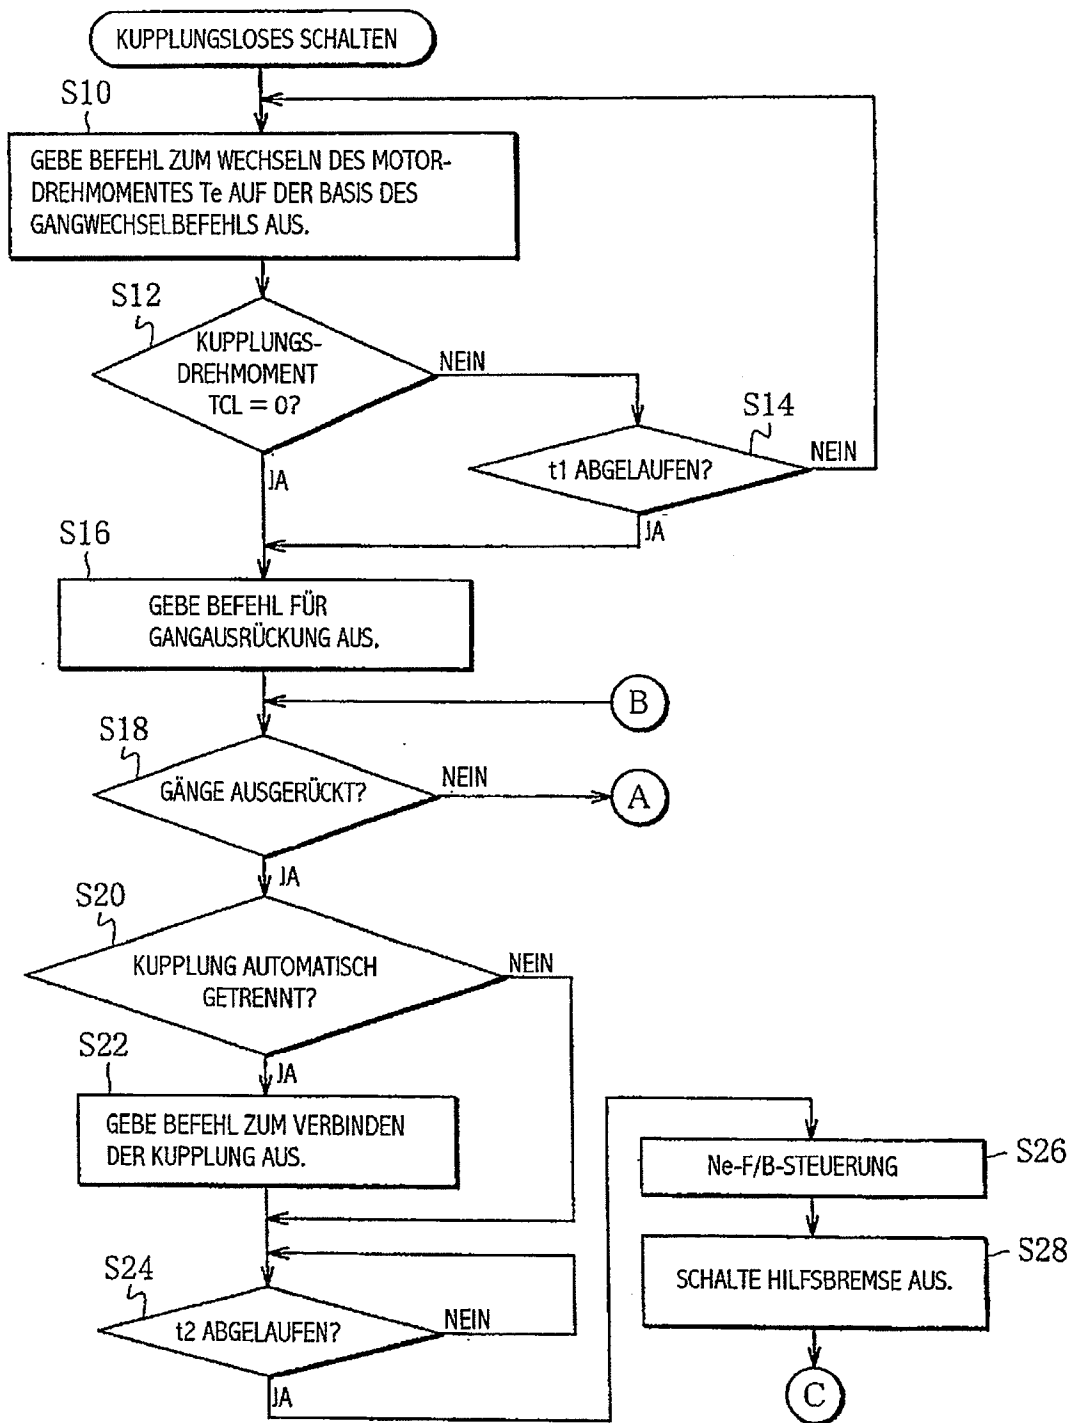 KUPPLUNGSLOSES SCHALTEN
S10
GEBE BEFEHL ZUM WECHSELN DES MOTOR-
DREHMOMENTES Te AUF DER BASIS DES
GANGWECHSELBEFEHLS AUS.
S12
KUPPLUNGS-
DREHMOMENT
TCL = 0?
NEIN
JA
S14
t1 ABGELAUFEN?
NEIN
JA
S16
GEBE BEFEHL FÜR
GANGAUSRÜCKUNG AUS.
B
S18
GÄNGE AUSGERÜCKT?
NEIN
A
JA
S20
KUPPLUNG AUTOMATISCH
GETRENNT?
NEIN
JA
S22
GEBE BEFEHL ZUM VERBINDEN
DER KUPPLUNG AUS.
S24
t2 ABGELAUFEN?
NEIN
JA
Ne-F/B-STEUERUNG
S26
SCHALTE HILFSBREMSE AUS.
S28
C